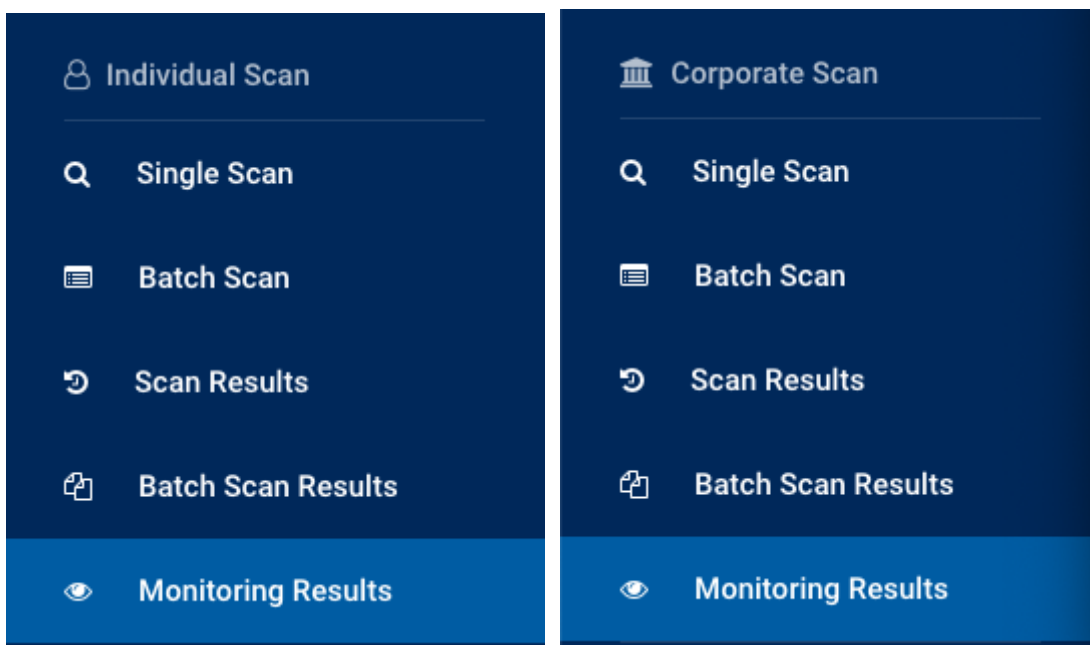 Individual Scan
Single Scan
Batch Scan
Scan Results
Batch Scan Results
Monitoring Results
Corporate Scan
Single Scan
Batch Scan
Scan Results
Batch Scan Results
Monitoring Results